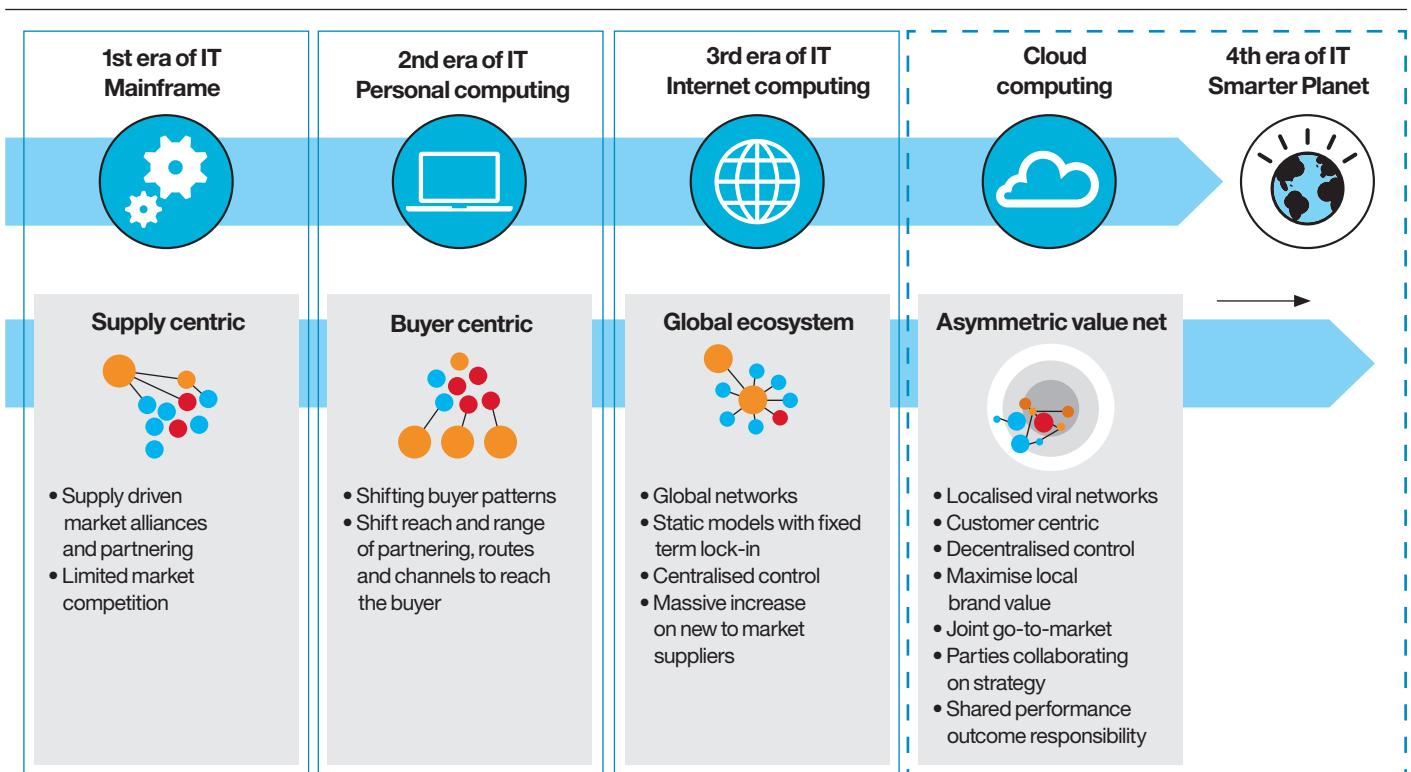 1st era of IT
Mainframe
2nd era of IT
Personal computing
3rd era of IT
Internet computing
Cloud
computing
4th era of IT
Smarter Planet
Supply centric
• Supply driven
market alliances
and partnering
• Limited market
competition
Buyer centric
• Shifting buyer patterns
• Shift reach and range
of partnering, routes
and channels to reach
the buyer
Global ecosystem
• Global networks
• Static models with fixed
term lock-in
• Centralised control
• Massive increase
on new to market
suppliers
Asymmetric value net
• Localised viral networks
• Customer centric
• Decentralised control
• Maximise local
brand value
• Joint go-to-market
• Parties collaborating
on strategy
• Shared performance
outcome responsibility